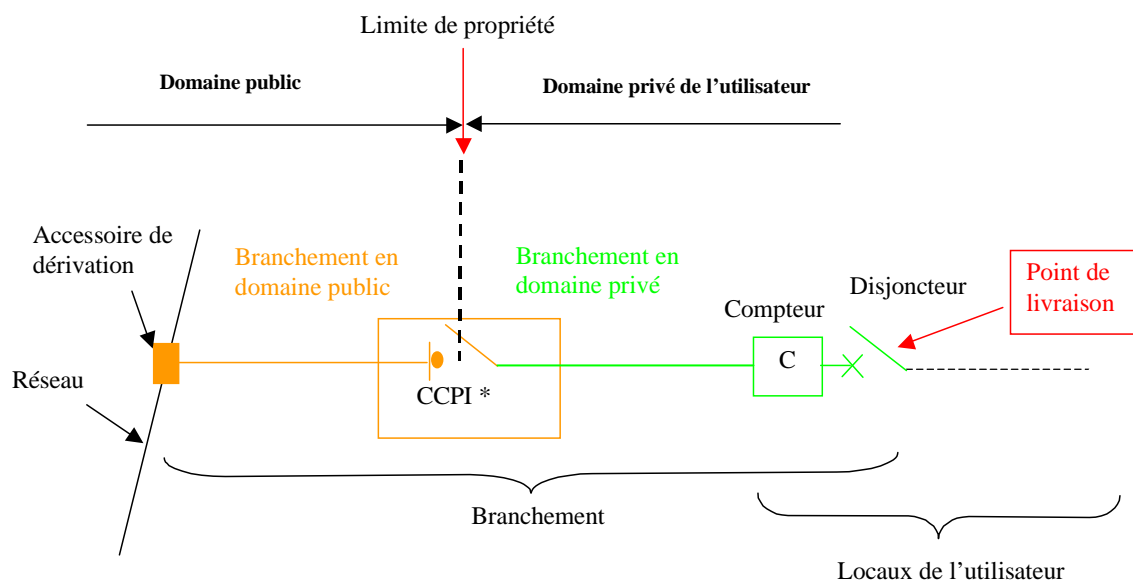 Limite de propriété
Domaine public
Domaine privé de l’utilisateur
Accessoire de
dérivation
Branchement en
domaine public
Branchement en
domaine privé
Point de
livraison
Disjoncteur
Compteur
C
Réseau
CCPI *
Branchement
Locaux de l’utilisateur